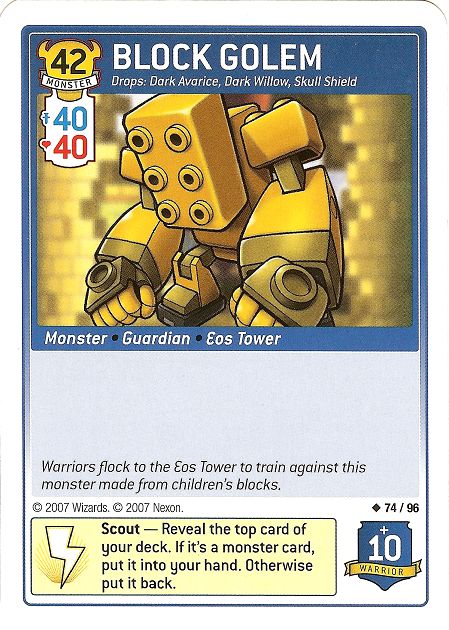 42
MONSTER
BLOCK GOLEM
Drops: Dark Avarice, Dark Willow, Skull Shield
40
40
Monster • Guardian • Eos Tower
Warriors flock to the Eos Tower to train against this
monster made from children's blocks.
© 2007 Wizards. © 2007 Nexon.
◆ 74 / 96
Scout — Reveal the top card of
your deck. If it's a monster card,
put it into your hand. Otherwise
put it back.
+
10
WARRIOR